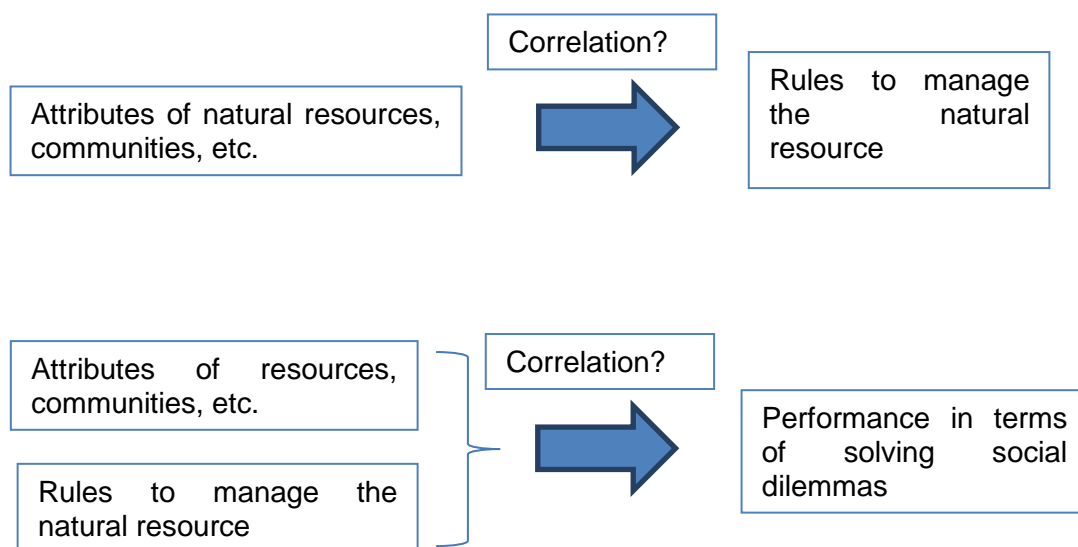 Correlation?
Attributes of natural resources,
communities, etc.
Rules to manage
the natural
resource
Attributes of resources,
communities, etc.
Correlation?
Rules to manage the
natural resource
Performance in terms
of solving social
dilemmas